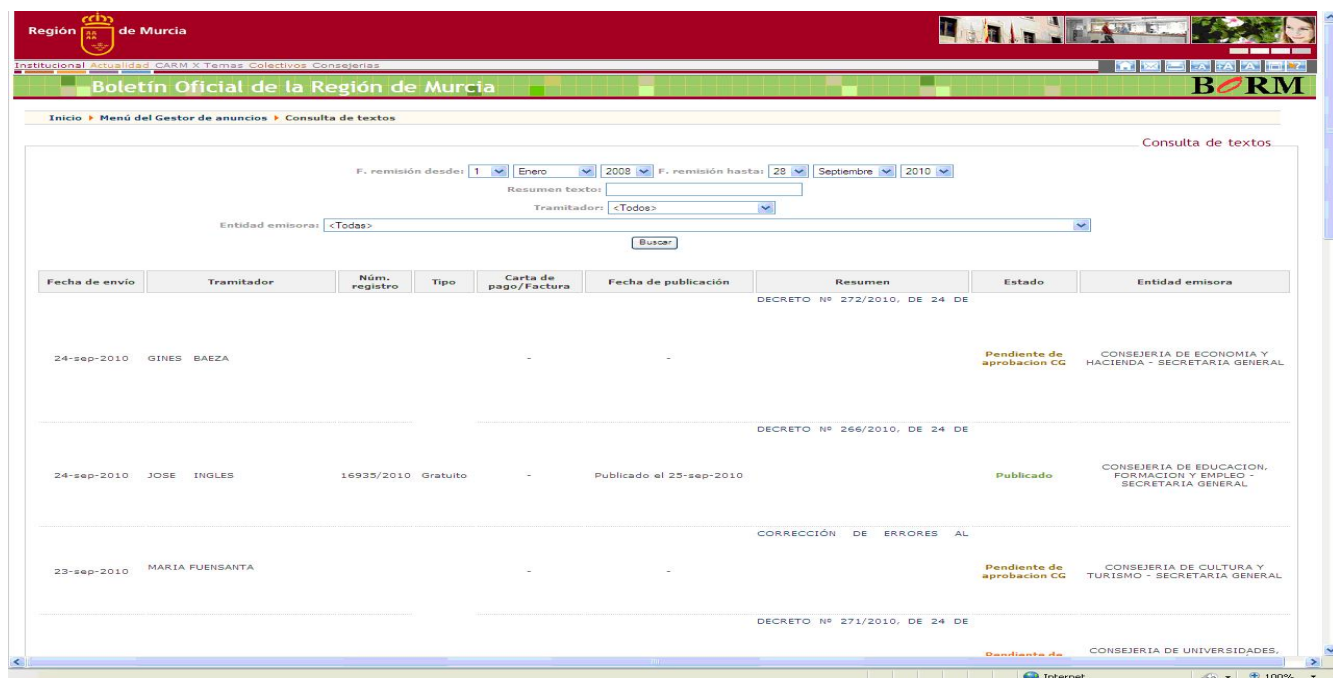 Región de Murcia
Institucional Actualidad CARM X Temas Colectivos Consejerías
Boletín Oficial de la Región de Murcia
BORM
Inicio Menú del Gestor de anuncios Consulta de textos
Consulta de textos
F. remisión desde: 1 Enero 2008 F. remisión hasta: 28 Septiembre 2010
Resumen texto:
Tramitador: <Todos>
Entidad emisora: <Todas>
Buscar
Fecha de envío Tramitador Núm. registro Tipo Carta de pago/Factura Fecha de publicación Resumen Estado Entidad emisora
DECRETO Nº 272/2010, DE 24 DE
24-sep-2010 GINES BAEZA - - Pendiente de aprobacion CG CONSEJERIA DE ECONOMIA Y HACIENDA - SECRETARIA GENERAL
DECRETO Nº 266/2010, DE 24 DE
24-sep-2010 JOSE INGLES 16935/2010 Gratuito - Publicado el 25-sep-2010 Publicado CONSEJERIA DE EDUCACION, FORMACION Y EMPLEO - SECRETARIA GENERAL
CORRECCIÓN DE ERRORES AL
23-sep-2010 MARIA FUENSANTA - - Pendiente de aprobacion CG CONSEJERIA DE CULTURA Y TURISMO - SECRETARIA GENERAL
DECRETO Nº 271/2010, DE 24 DE
Pendiente de CONSEJERIA DE UNIVERSIDADES,
Internet 100%